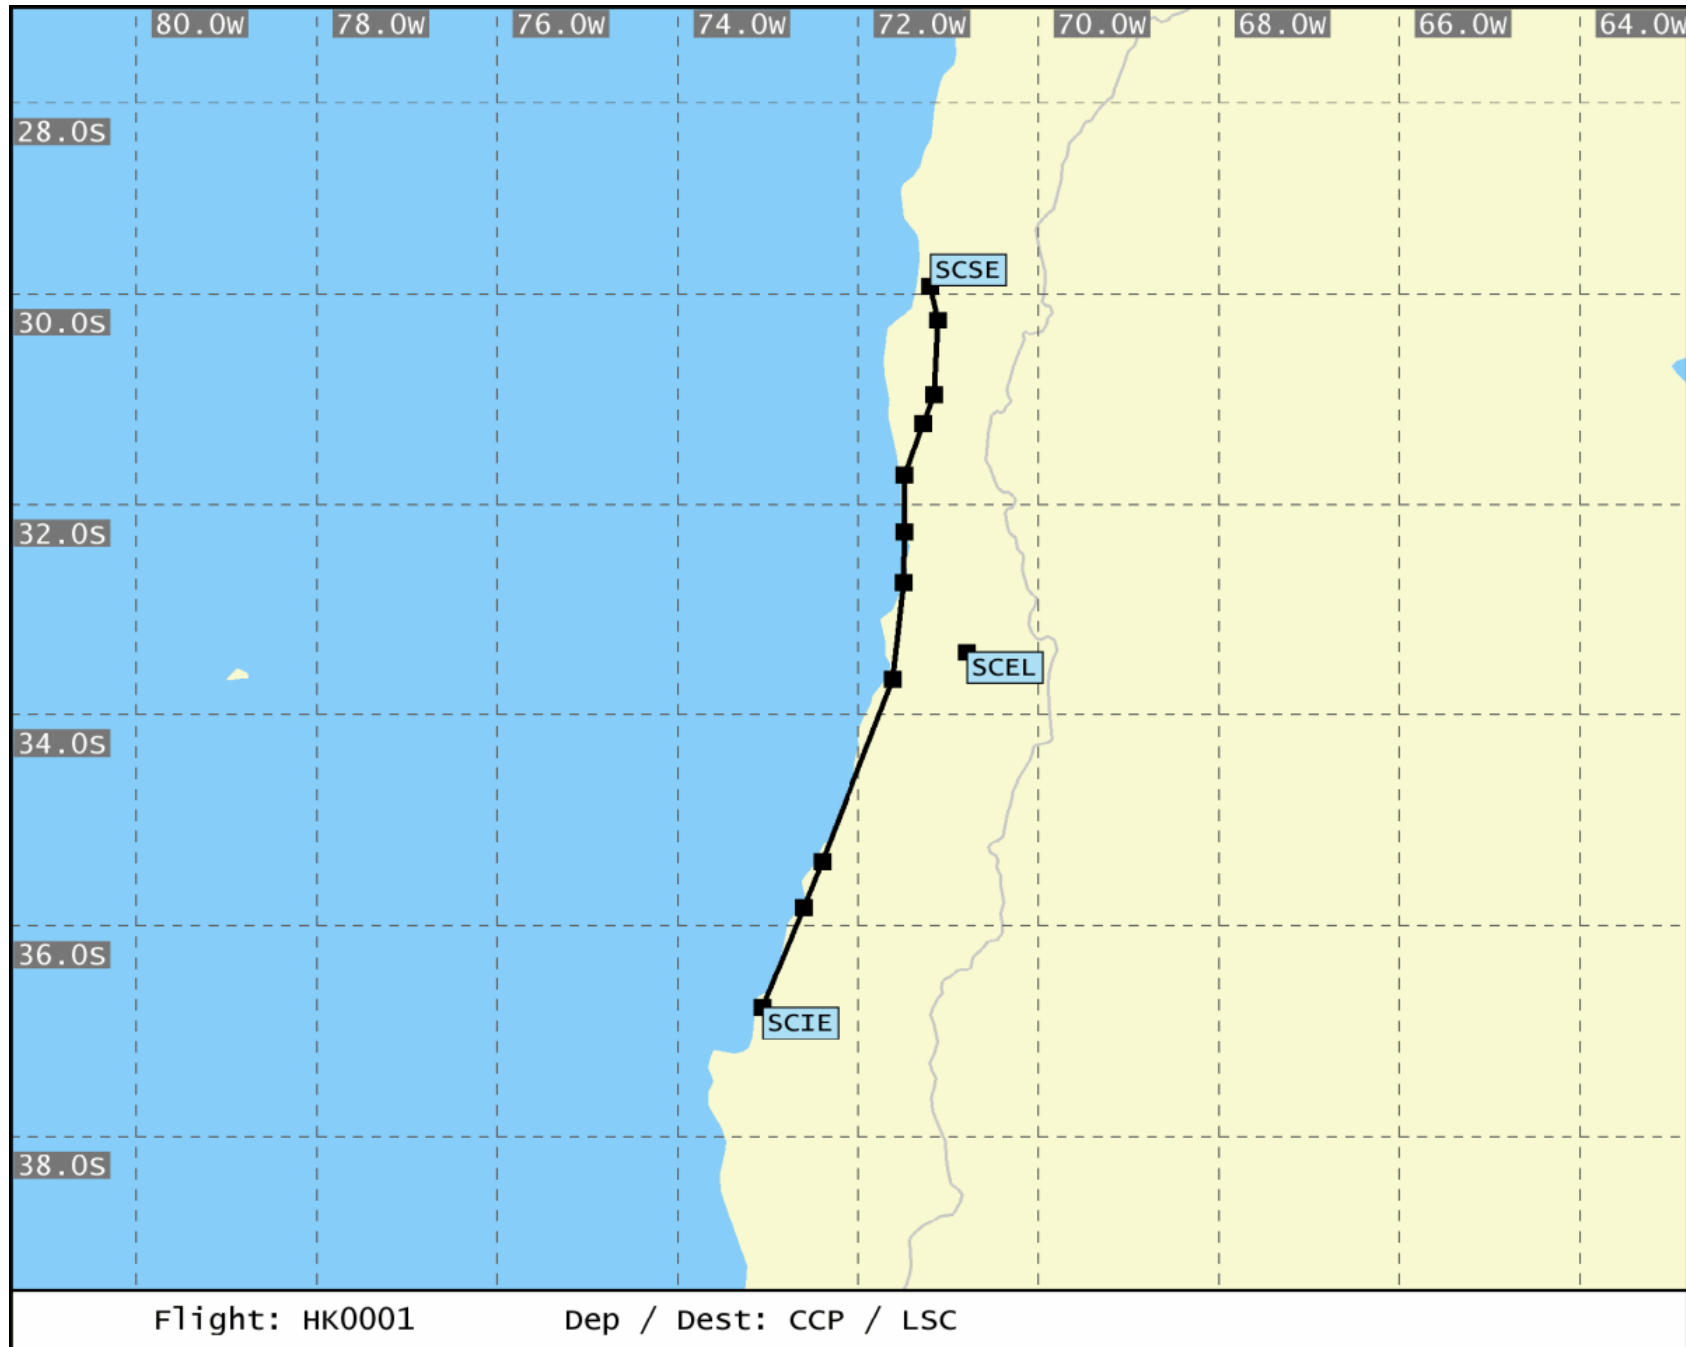 80.0W 78.0W 76.0W 74.0W 72.0W 70.0W 68.0W 66.0W 64.0W
28.0S
SCSE
30.0S
32.0S
SCEL
34.0S
36.0S
SCIE
38.0S
Flight: HK0001 Dep / Dest: CCP / LSC